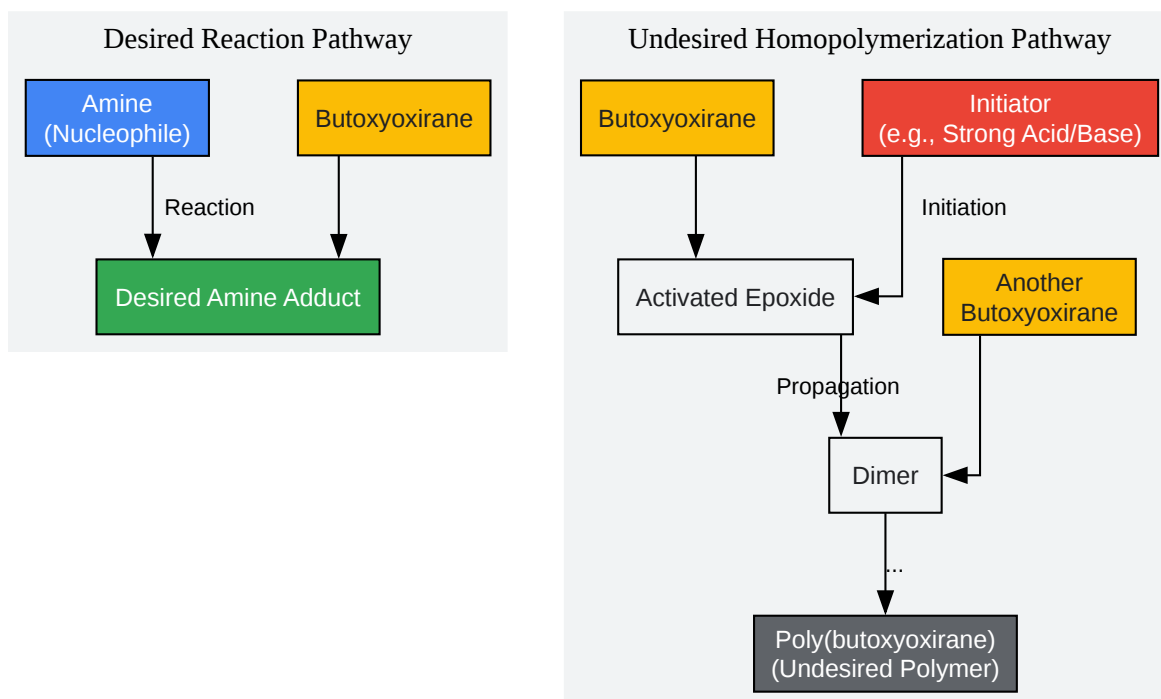 Desired Reaction Pathway
Amine
(Nucleophile)
Butoxyoxirane
Reaction
Desired Amine Adduct
Undesired Homopolymerization Pathway
Butoxyoxirane
Initiator
(e.g., Strong Acid/Base)
Initiation
Activated Epoxide
Another
Butoxyoxirane
Propagation
Dimer
...
Poly(butoxyoxirane)
(Undesired Polymer)